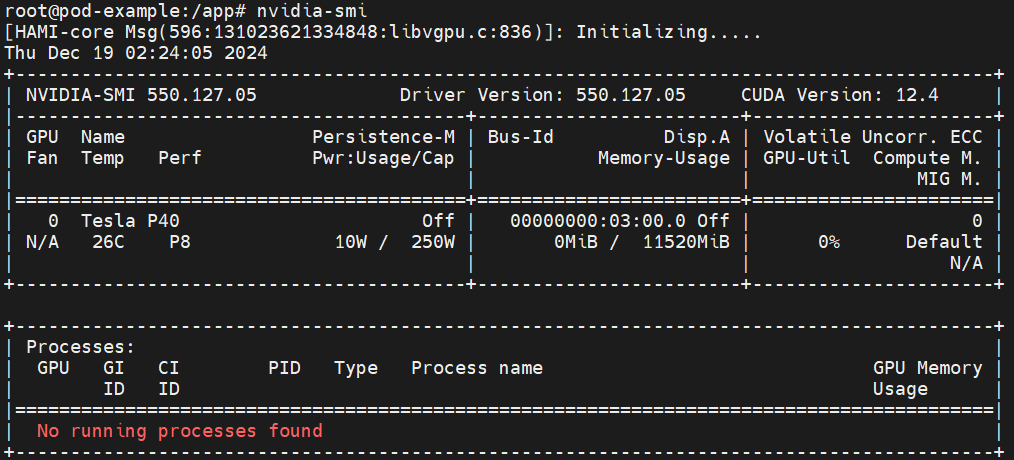 root@pod-example:/app# nvidia-smi
[HAMI-core Msg(596:131023621334848:libvgpu.c:836)]: Initializing.....
Thu Dec 19 02:24:05 2024
+-----------------------------------------------------------------------------------------+
| NVIDIA-SMI 550.127.05             Driver Version: 550.127.05     CUDA Version: 12.4     |
|-----------------------------------------+------------------------+----------------------+
| GPU  Name                 Persistence-M | Bus-Id          Disp.A | Volatile Uncorr. ECC |
| Fan  Temp   Perf          Pwr:Usage/Cap |           Memory-Usage | GPU-Util  Compute M. |
|                                         |                        |               MIG M. |
|=========================================+========================+======================|
|   0  Tesla P40                      Off |   00000000:03:00.0 Off |                    0 |
| N/A   26C    P8             10W /  250W |       0MiB /  11520MiB |      0%      Default |
|                                         |                        |                  N/A |
+-----------------------------------------+------------------------+----------------------+
+-----------------------------------------------------------------------------------------+
| Processes:                                                                              |
|  GPU   GI   CI        PID   Type   Process name                              GPU Memory |
|        ID   ID                                                               Usage      |
|=========================================================================================|
|  No running processes found                                                             |
+-----------------------------------------------------------------------------------------+